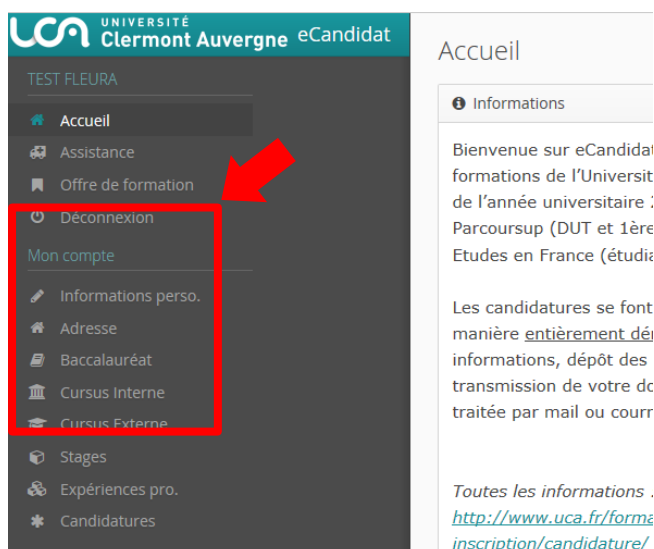 UNIVERSITÉ
Clermont Auvergne eCandidat
TEST FLEURA
Accueil
Assistance
Offre de formation
Déconnexion
Mon compte
Informations perso.
Adresse
Baccalauréat
Cursus Interne
Cursus Externe
Stages
Expériences pro.
Candidatures
Accueil
Informations
Bienvenue sur eCandidat
formations de l'Universit
de l'année universitaire 2
Parcoursup (DUT et 1ère
Etudes en France (étudia
Les candidatures se font
manière entièrement dér
informations, dépôt des
transmission de votre do
traitée par mail ou courr
Toutes les informations :
http://www.uca.fr/forma
inscription/candidature/